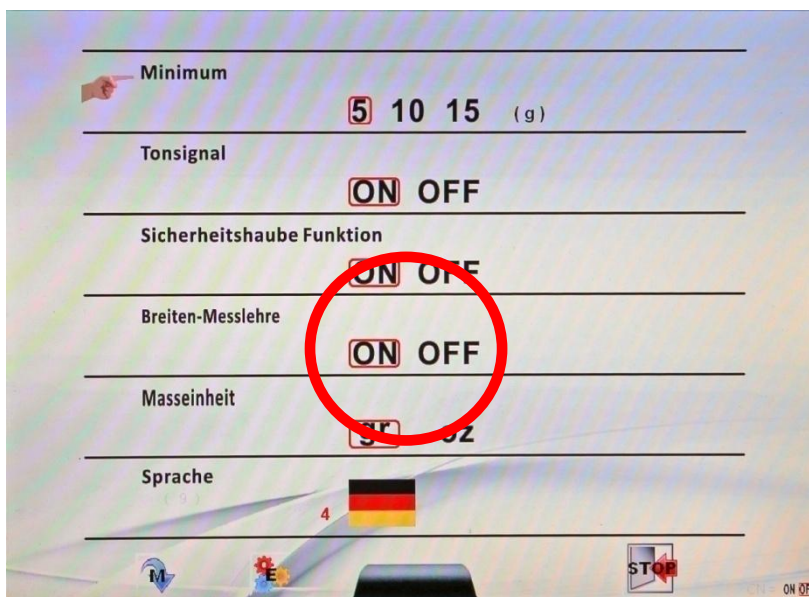 Minimum
5 10 15 (g)
Tonsignal
ON OFF
Sicherheitshaube Funktion
ON OFF
Breiten-Messlehre
ON OFF
Masseinheit
gr oz
Sprache
4
M E STOP
ON